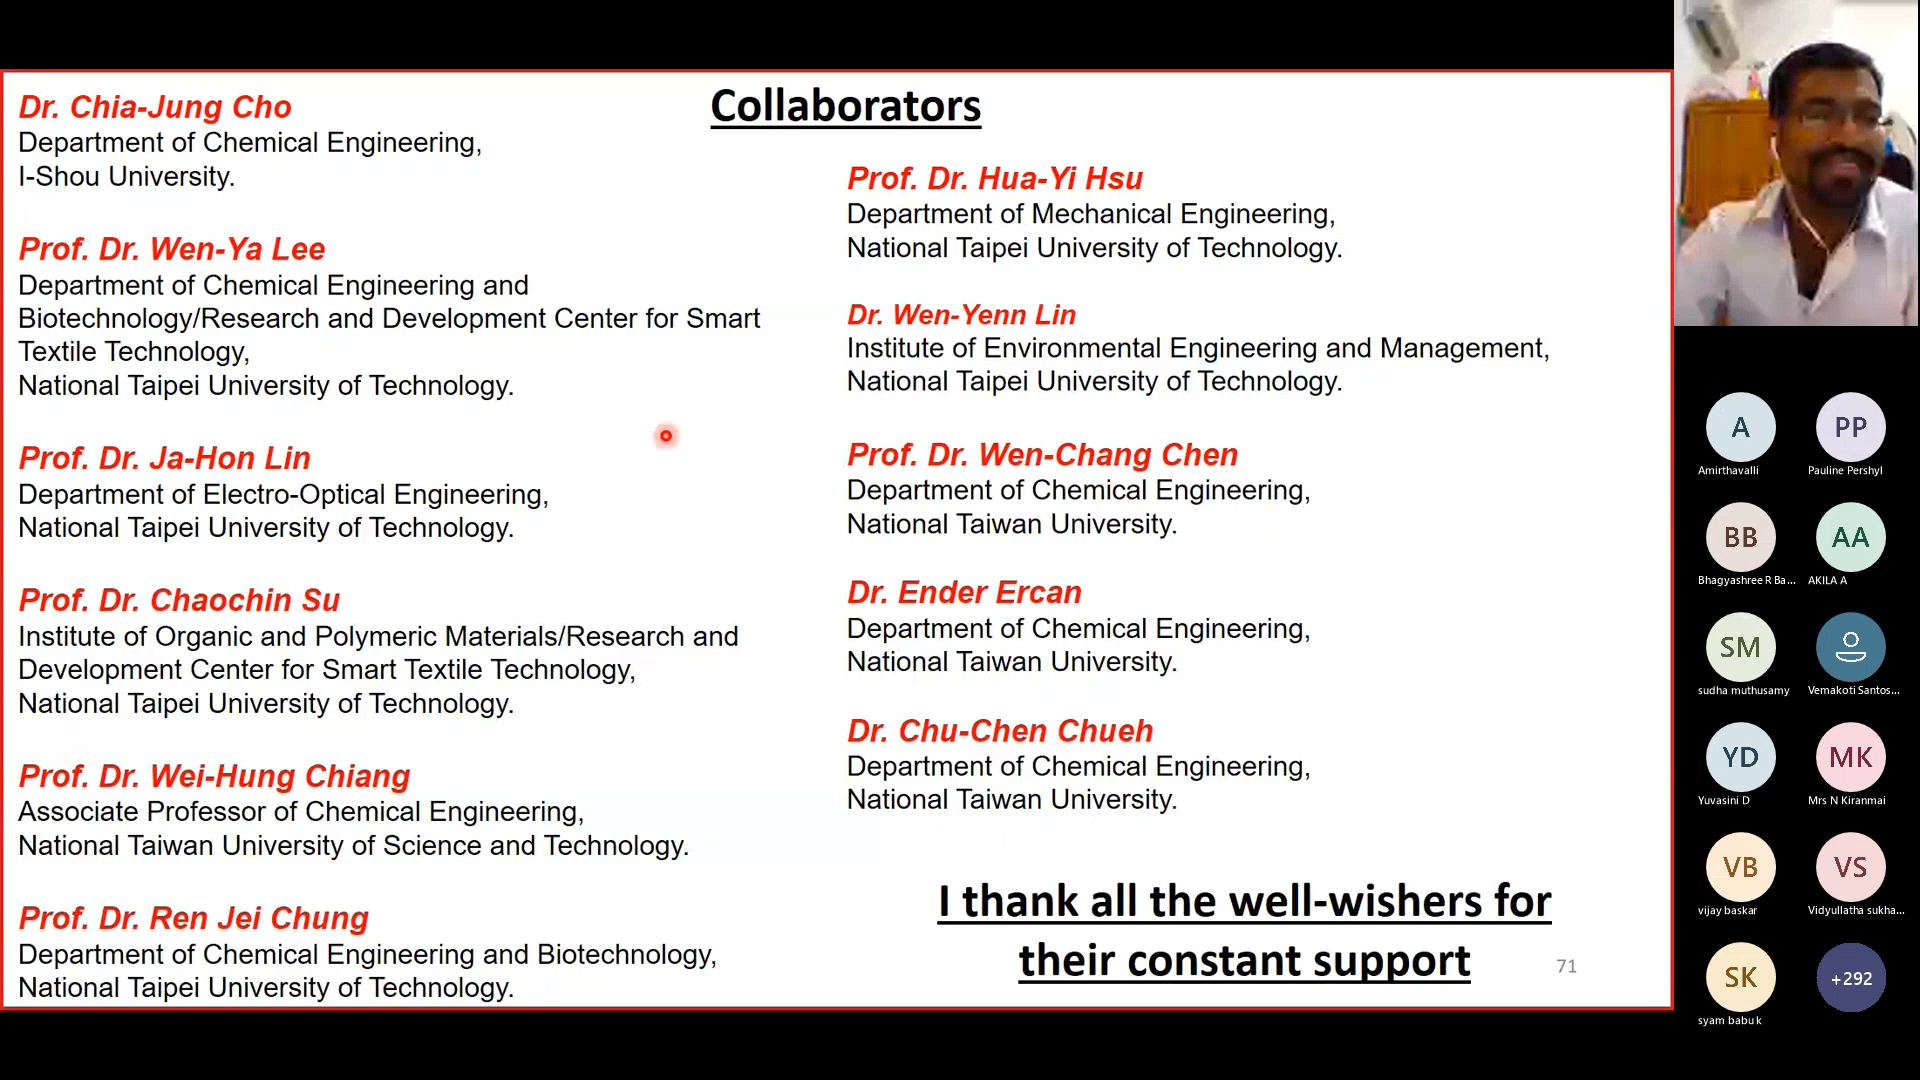 Collaborators
Dr. Chia-Jung Cho
Department of Chemical Engineering,
I-Shou University.
Prof. Dr. Wen-Ya Lee
Department of Chemical Engineering and
Biotechnology/Research and Development Center for Smart
Textile Technology,
National Taipei University of Technology.
Prof. Dr. Ja-Hon Lin
Department of Electro-Optical Engineering,
National Taipei University of Technology.
Prof. Dr. Chaochin Su
Institute of Organic and Polymeric Materials/Research and
Development Center for Smart Textile Technology,
National Taipei University of Technology.
Prof. Dr. Wei-Hung Chiang
Associate Professor of Chemical Engineering,
National Taiwan University of Science and Technology.
Prof. Dr. Ren Jei Chung
Department of Chemical Engineering and Biotechnology,
National Taipei University of Technology.
Prof. Dr. Hua-Yi Hsu
Department of Mechanical Engineering,
National Taipei University of Technology.
Dr. Wen-Yenn Lin
Institute of Environmental Engineering and Management,
National Taipei University of Technology.
Prof. Dr. Wen-Chang Chen
Department of Chemical Engineering,
National Taiwan University.
Dr. Ender Ercan
Department of Chemical Engineering,
National Taiwan University.
Dr. Chu-Chen Chueh
Department of Chemical Engineering,
National Taiwan University.
I thank all the well-wishers for
their constant support
71
A
Amirthavalli
PP
Pauline Pershyl
BB
Bhagyashree R Ba...
AA
AKILA A
SM
sudha muthusamy
Vemakoti Santos...
YD
Yuvasini D
MK
Mrs N Kiranmai
VB
vijay baskar
VS
Vidyullatha sukha...
SK
syam babu k
+292